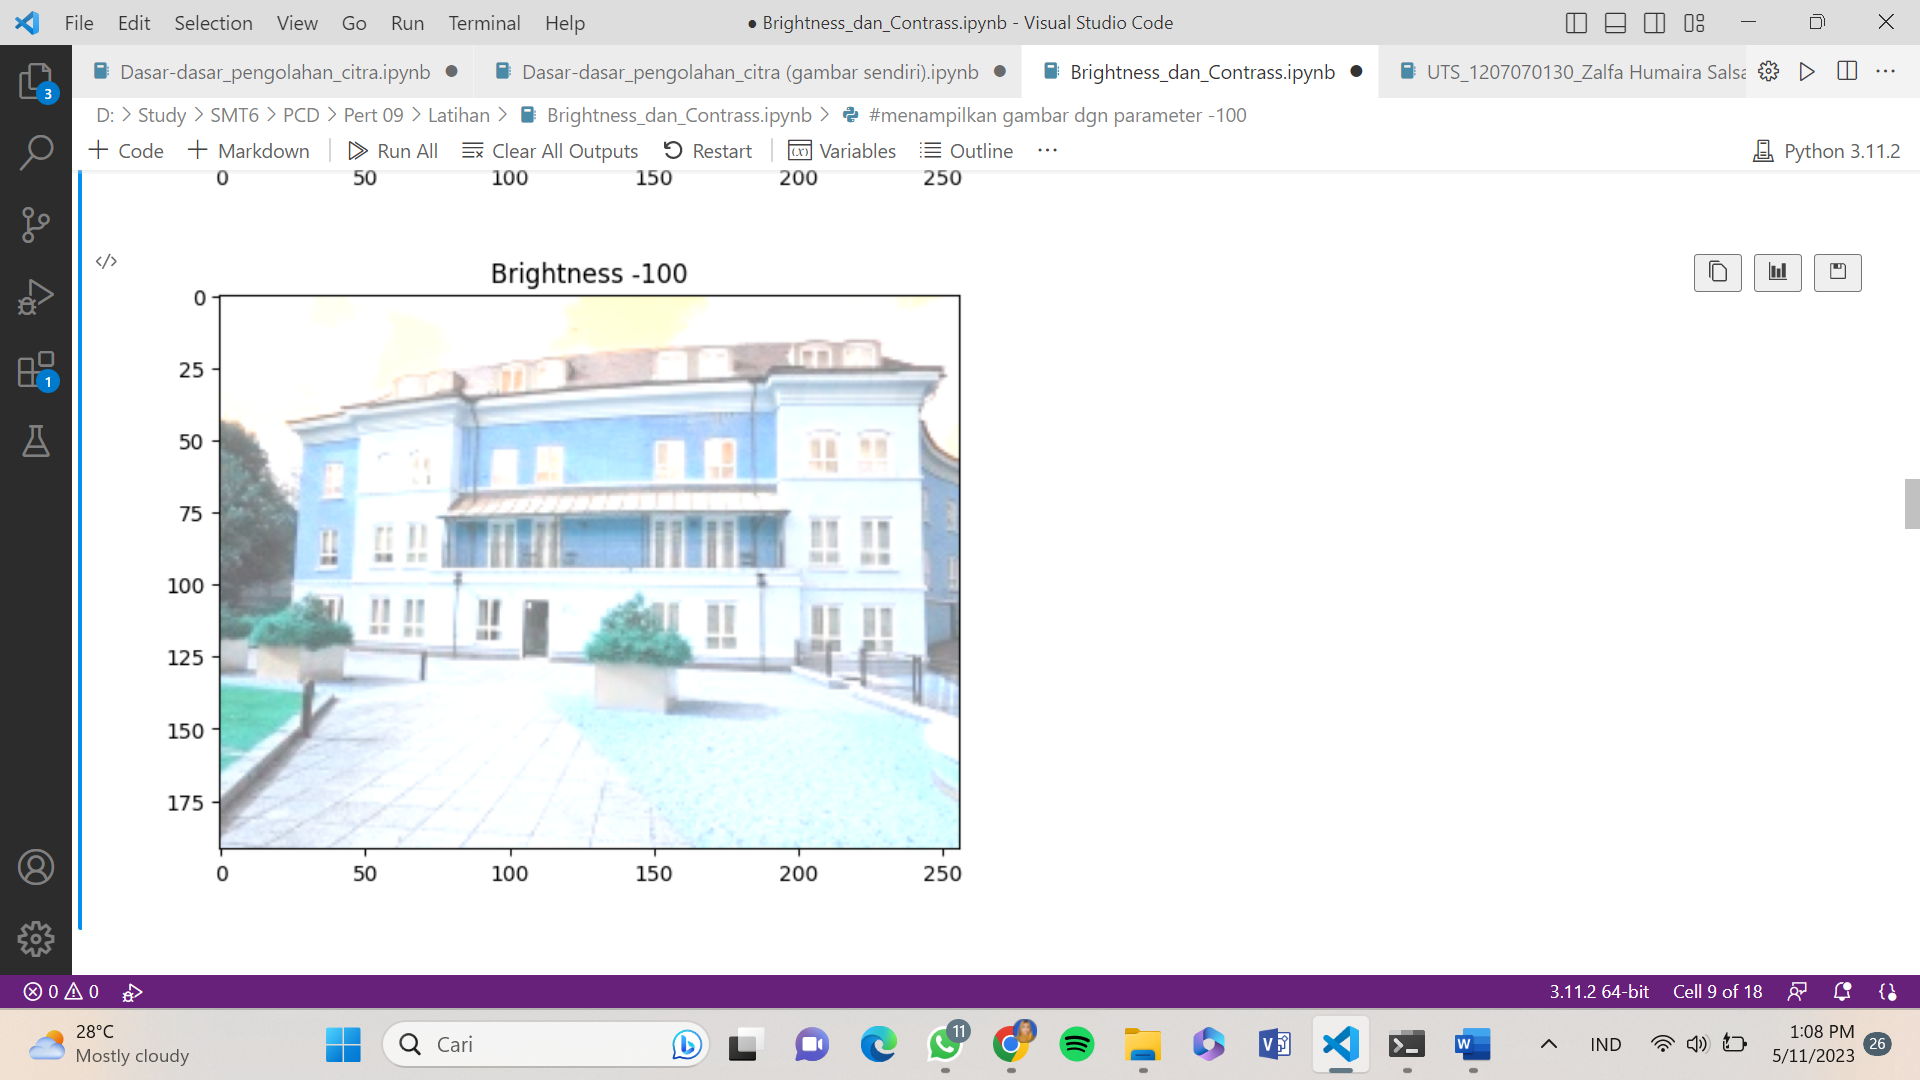 File Edit Selection View Go Run Terminal Help
● Brightness_dan_Contrass.ipynb - Visual Studio Code
Dasar-dasar_pengolahan_citra.ipynb
Dasar-dasar_pengolahan_citra (gambar sendiri).ipynb
Brightness_dan_Contrass.ipynb
UTS_1207070130_Zalfa Humaira Salsa
D: > Study > SMT6 > PCD > Pert 09 > Latihan > Brightness_dan_Contrass.ipynb > #menampilkan gambar dgn parameter -100
+ Code + Markdown Run All Clear All Outputs Restart Variables Outline ...
Python 3.11.2
0 50 100 150 200 250
Brightness -100
0
25
50
75
100
125
150
175
0 50 100 150 200 250
3
1
0 0
3.11.2 64-bit Cell 9 of 18
28°C
Mostly cloudy
Cari
11
IND
1:08 PM
5/11/2023
26